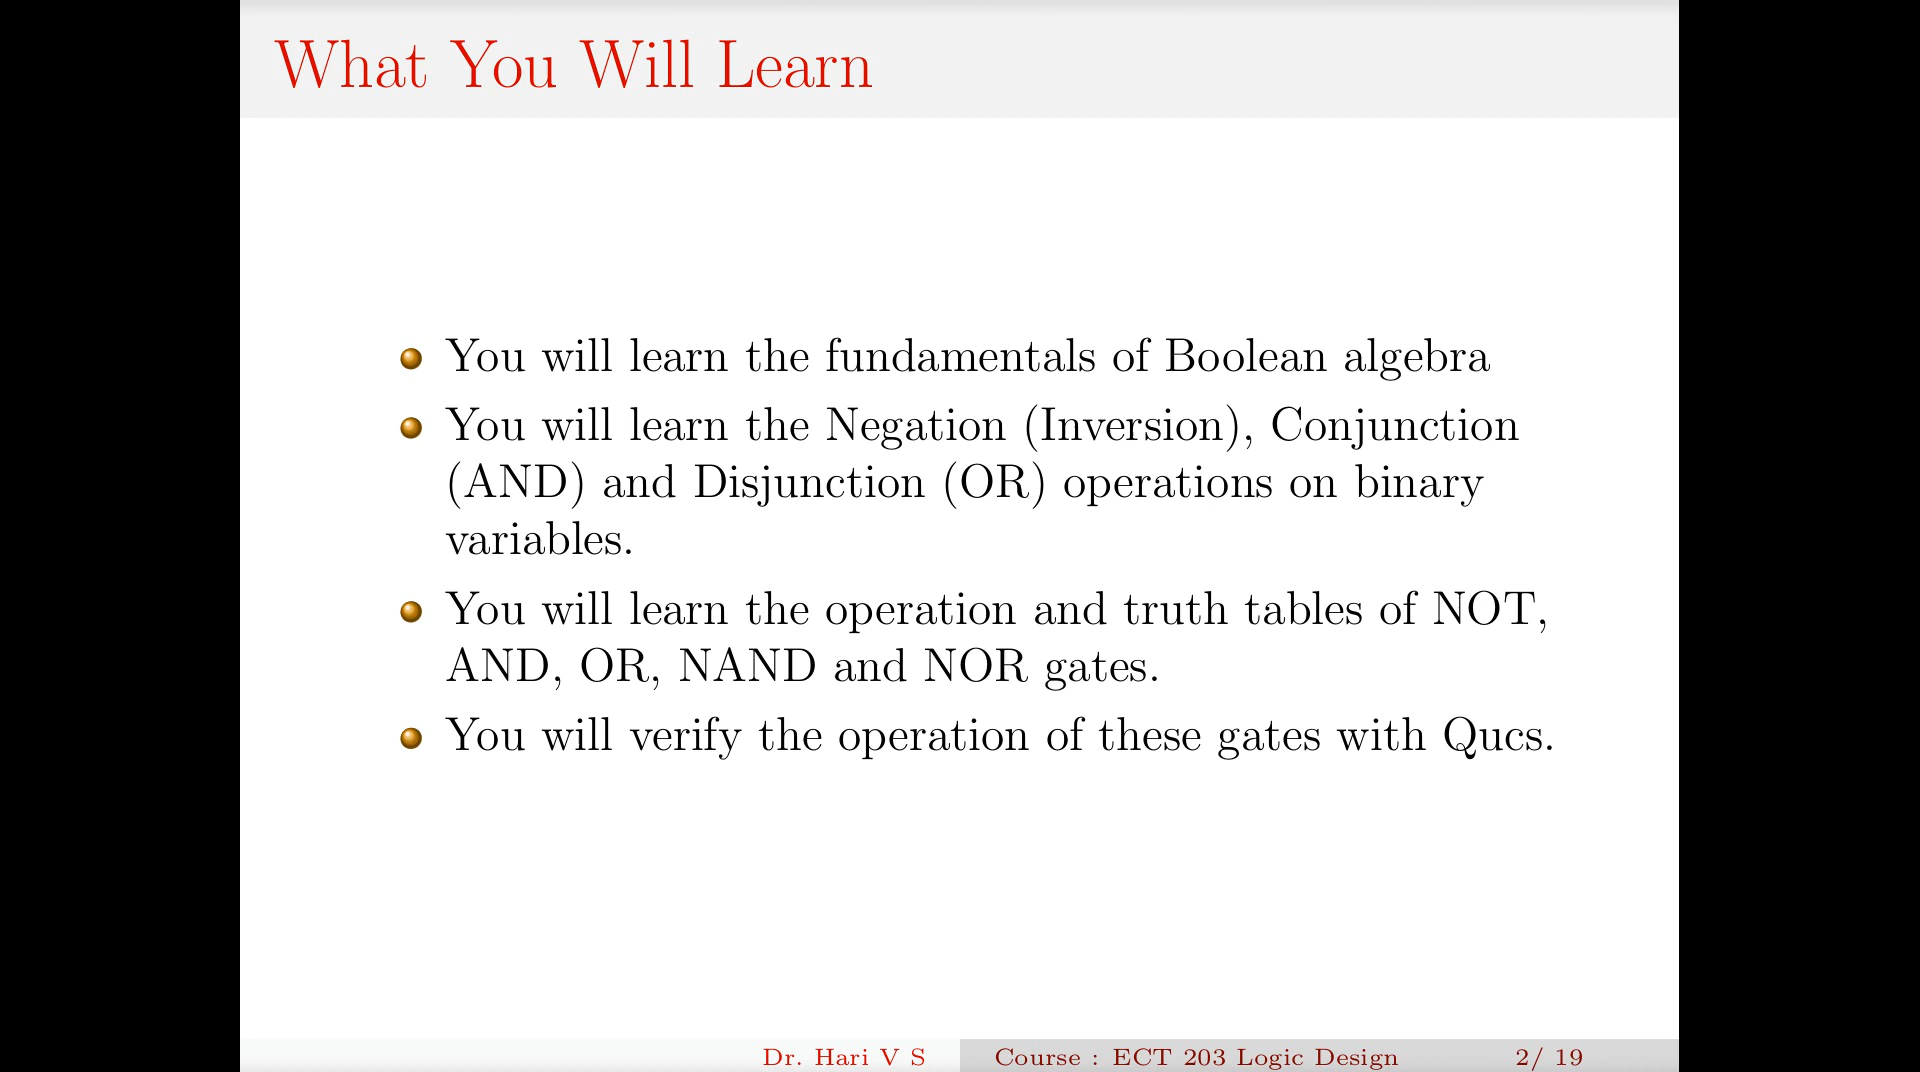 What You Will Learn
You will learn the fundamentals of Boolean algebra
You will learn the Negation (Inversion), Conjunction
(AND) and Disjunction (OR) operations on binary
variables.
You will learn the operation and truth tables of NOT,
AND, OR, NAND and NOR gates.
You will verify the operation of these gates with Qucs.
Dr. Hari V S Course : ECT 203 Logic Design 2/ 19